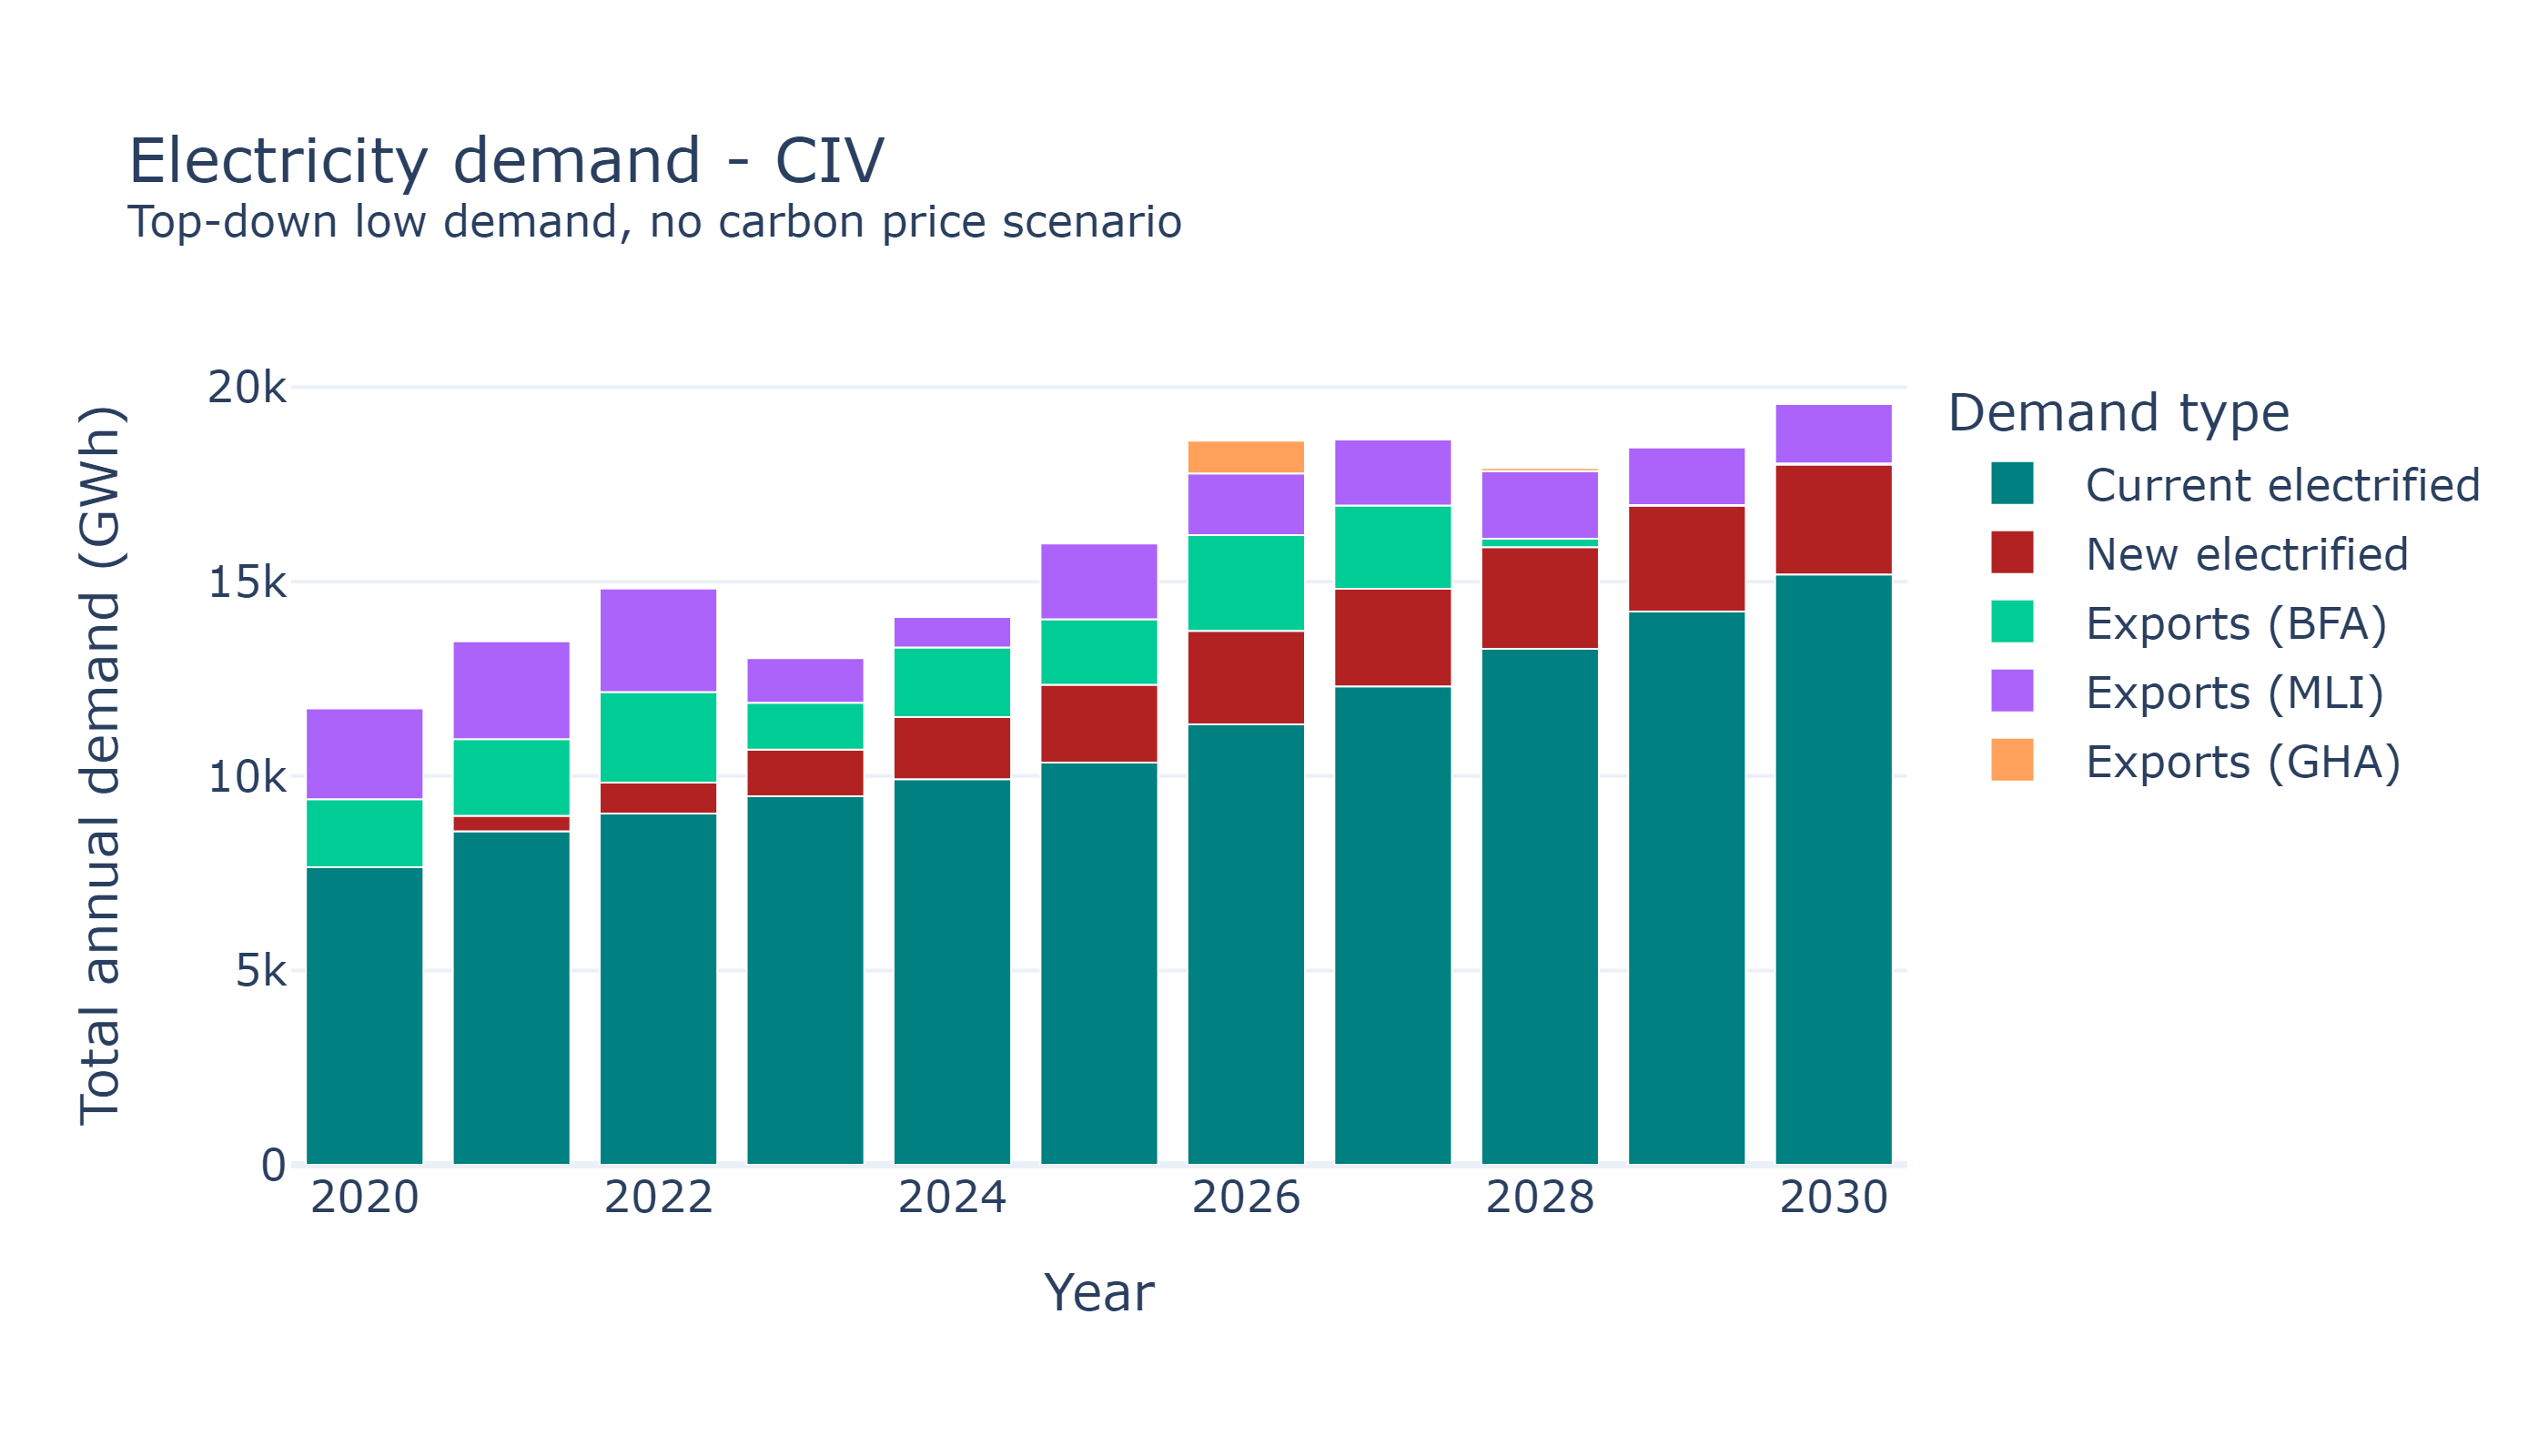 Electricity demand - CIV
Top-down low demand, no carbon price scenario
Total annual demand (GWh)
20k
15k
10k
5k
0
2020
2022
2024
2026
2028
2030
Year
Demand type
Current electrified
New electrified
Exports (BFA)
Exports (MLI)
Exports (GHA)